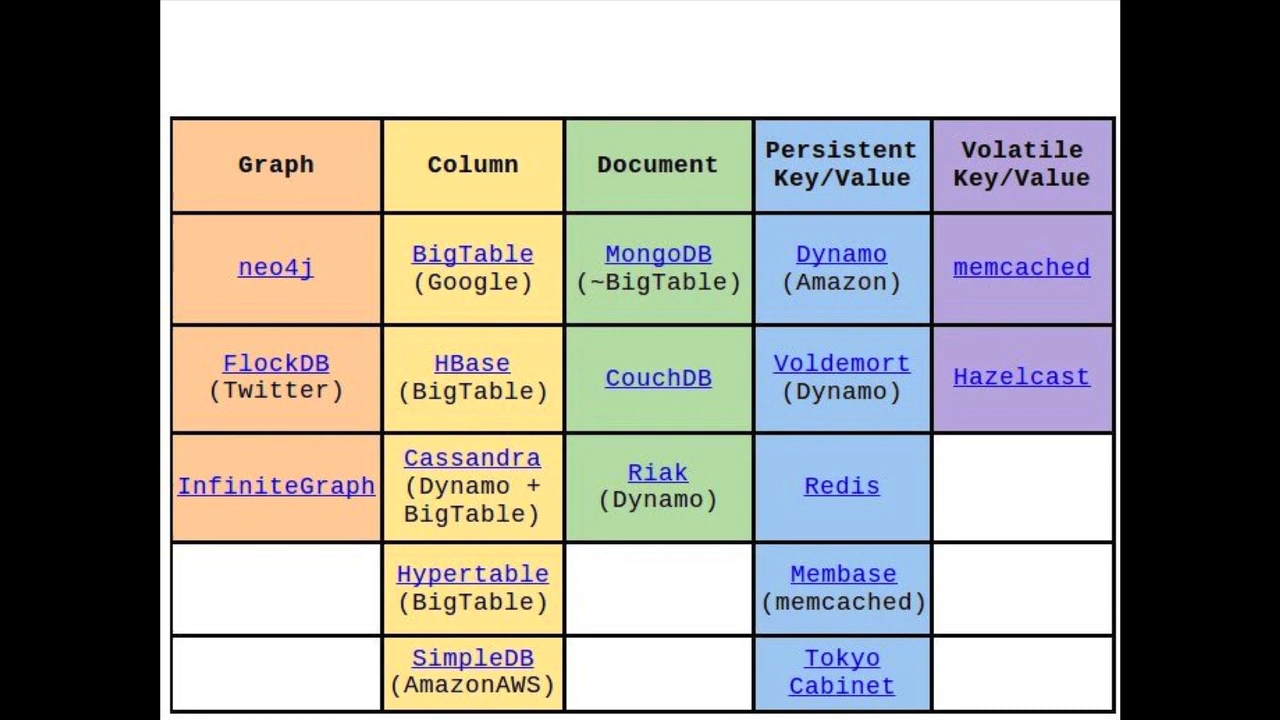 Graph
Column
Document
Persistent
Key/Value
Volatile
Key/Value
neo4j
BigTable
(Google)
MongoDB
(~BigTable)
Dynamo
(Amazon)
memcached
FlockDB
(Twitter)
HBase
(BigTable)
CouchDB
Voldemort
(Dynamo)
Hazelcast
InfiniteGraph
Cassandra
(Dynamo +
BigTable)
Riak
(Dynamo)
Redis
Hypertable
(BigTable)
Membase
(memcached)
SimpleDB
(AmazonAWS)
Tokyo
Cabinet